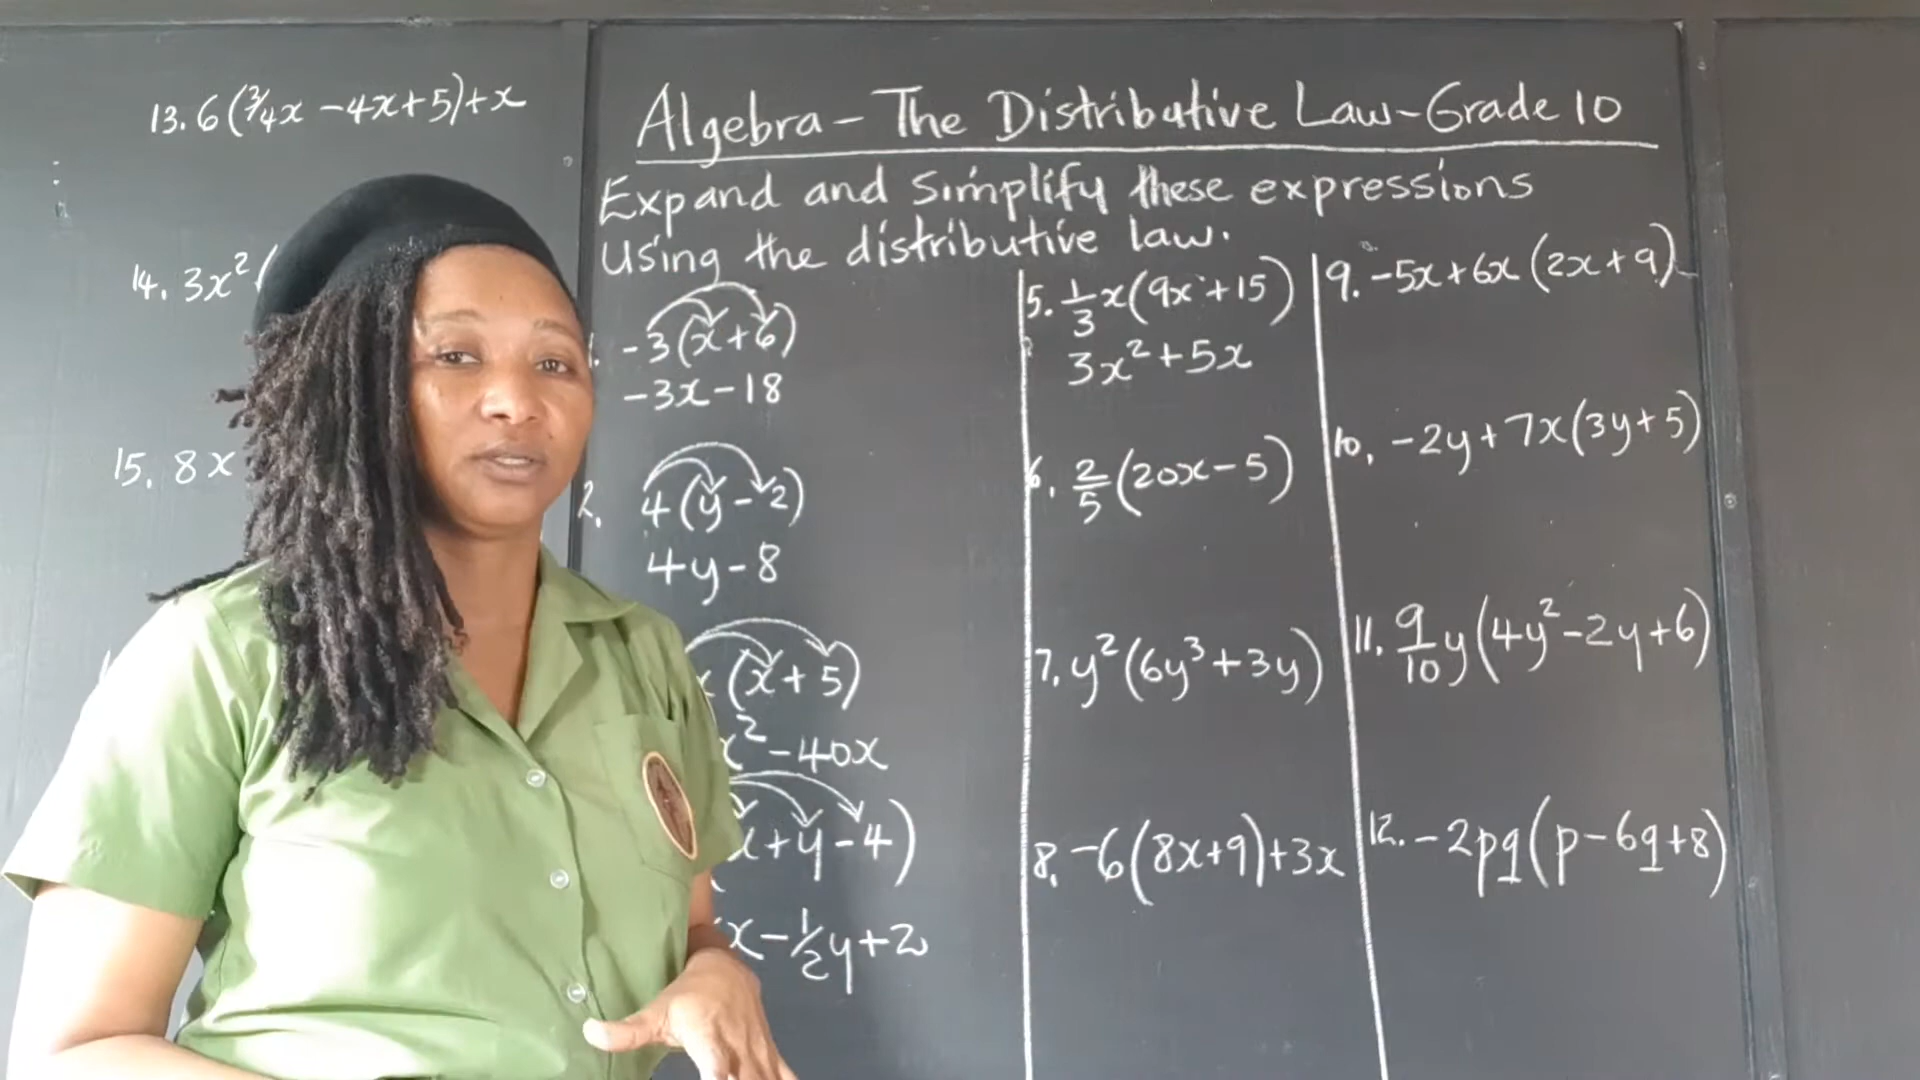 13. 6(¾x - 4x + 5) + x
14. 3x²(
15. 8x
Algebra - The Distributive Law - Grade 10
Expand and Simplify these expressions
Using the distributive law.
1. -3(x + 6)
-3x - 18
2. 4(y - 2)
4y - 8
(x + 5)
x² - 40x
x + y - 4)
x - ½y + 2
5. 1/3 x(9x + 15)
3x² + 5x
6. 2/5 (20x - 5)
7. y²(6y³ + 3y)
8. -6(8x + 9) + 3x
9. -5x + 6x(2x + 9)
10. -2y + 7x(3y + 5)
11. 9/10 y(4y² - 2y + 6)
12. -2pq(p - 6q + 8)